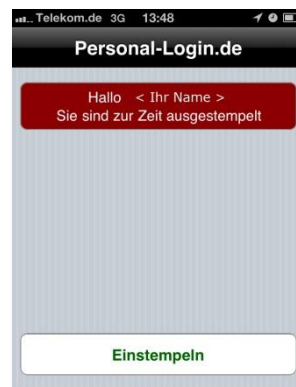 Telekom.de 3G 13:48
Personal-Login.de
Hallo < Ihr Name >
Sie sind zur Zeit ausgestempelt
Einstempeln